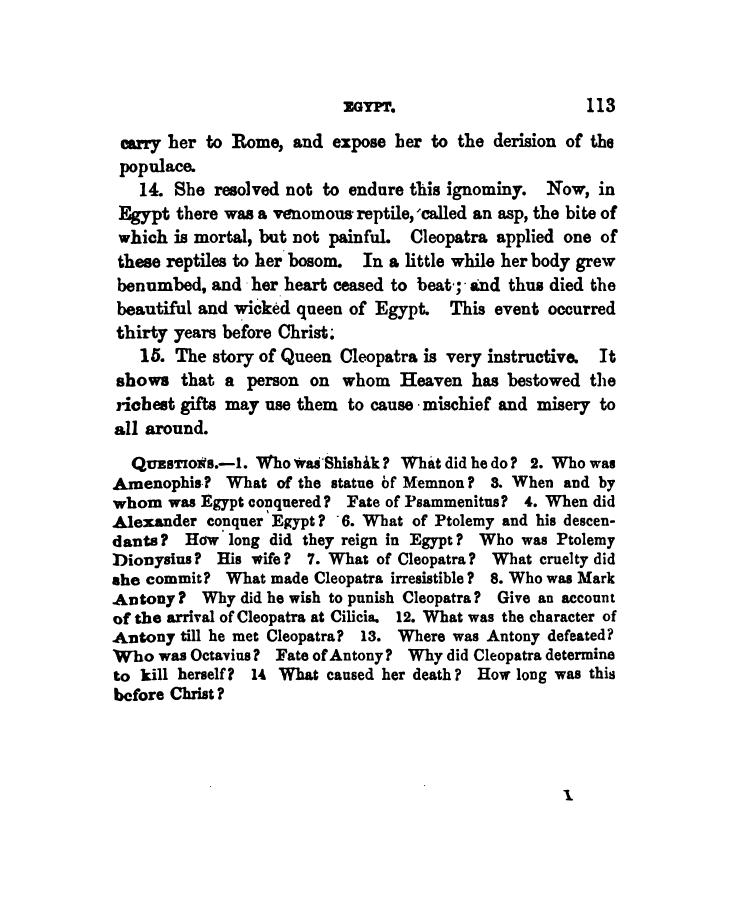 EGYPT. 113
carry her to Rome, and expose her to the derision of the
populace.
14. She resolved not to endure this ignominy. Now, in
Egypt there was a venomous reptile, called an asp, the bite of
which is mortal, but not painful. Cleopatra applied one of
these reptiles to her bosom. In a little while her body grew
benumbed, and her heart ceased to beat; and thus died the
beautiful and wicked queen of Egypt. This event occurred
thirty years before Christ.
15. The story of Queen Cleopatra is very instructive. It
shows that a person on whom Heaven has bestowed the
richest gifts may use them to cause mischief and misery to
all around.
QUESTIONS.—1. Who was Shishak? What did he do? 2. Who was
Amenophis? What of the statue of Memnon? 3. When and by
whom was Egypt conquered? Fate of Psammenitus? 4. When did
Alexander conquer Egypt? 6. What of Ptolemy and his descen-
dants? How long did they reign in Egypt? Who was Ptolemy
Dionysius? His wife? 7. What of Cleopatra? What cruelty did
she commit? What made Cleopatra irresistible? 8. Who was Mark
Antony? Why did he wish to punish Cleopatra? Give an account
of the arrival of Cleopatra at Cilicia. 12. What was the character of
Antony till he met Cleopatra? 13. Where was Antony defeated?
Who was Octavius? Fate of Antony? Why did Cleopatra determine
to kill herself? 14 What caused her death? How long was this
before Christ?